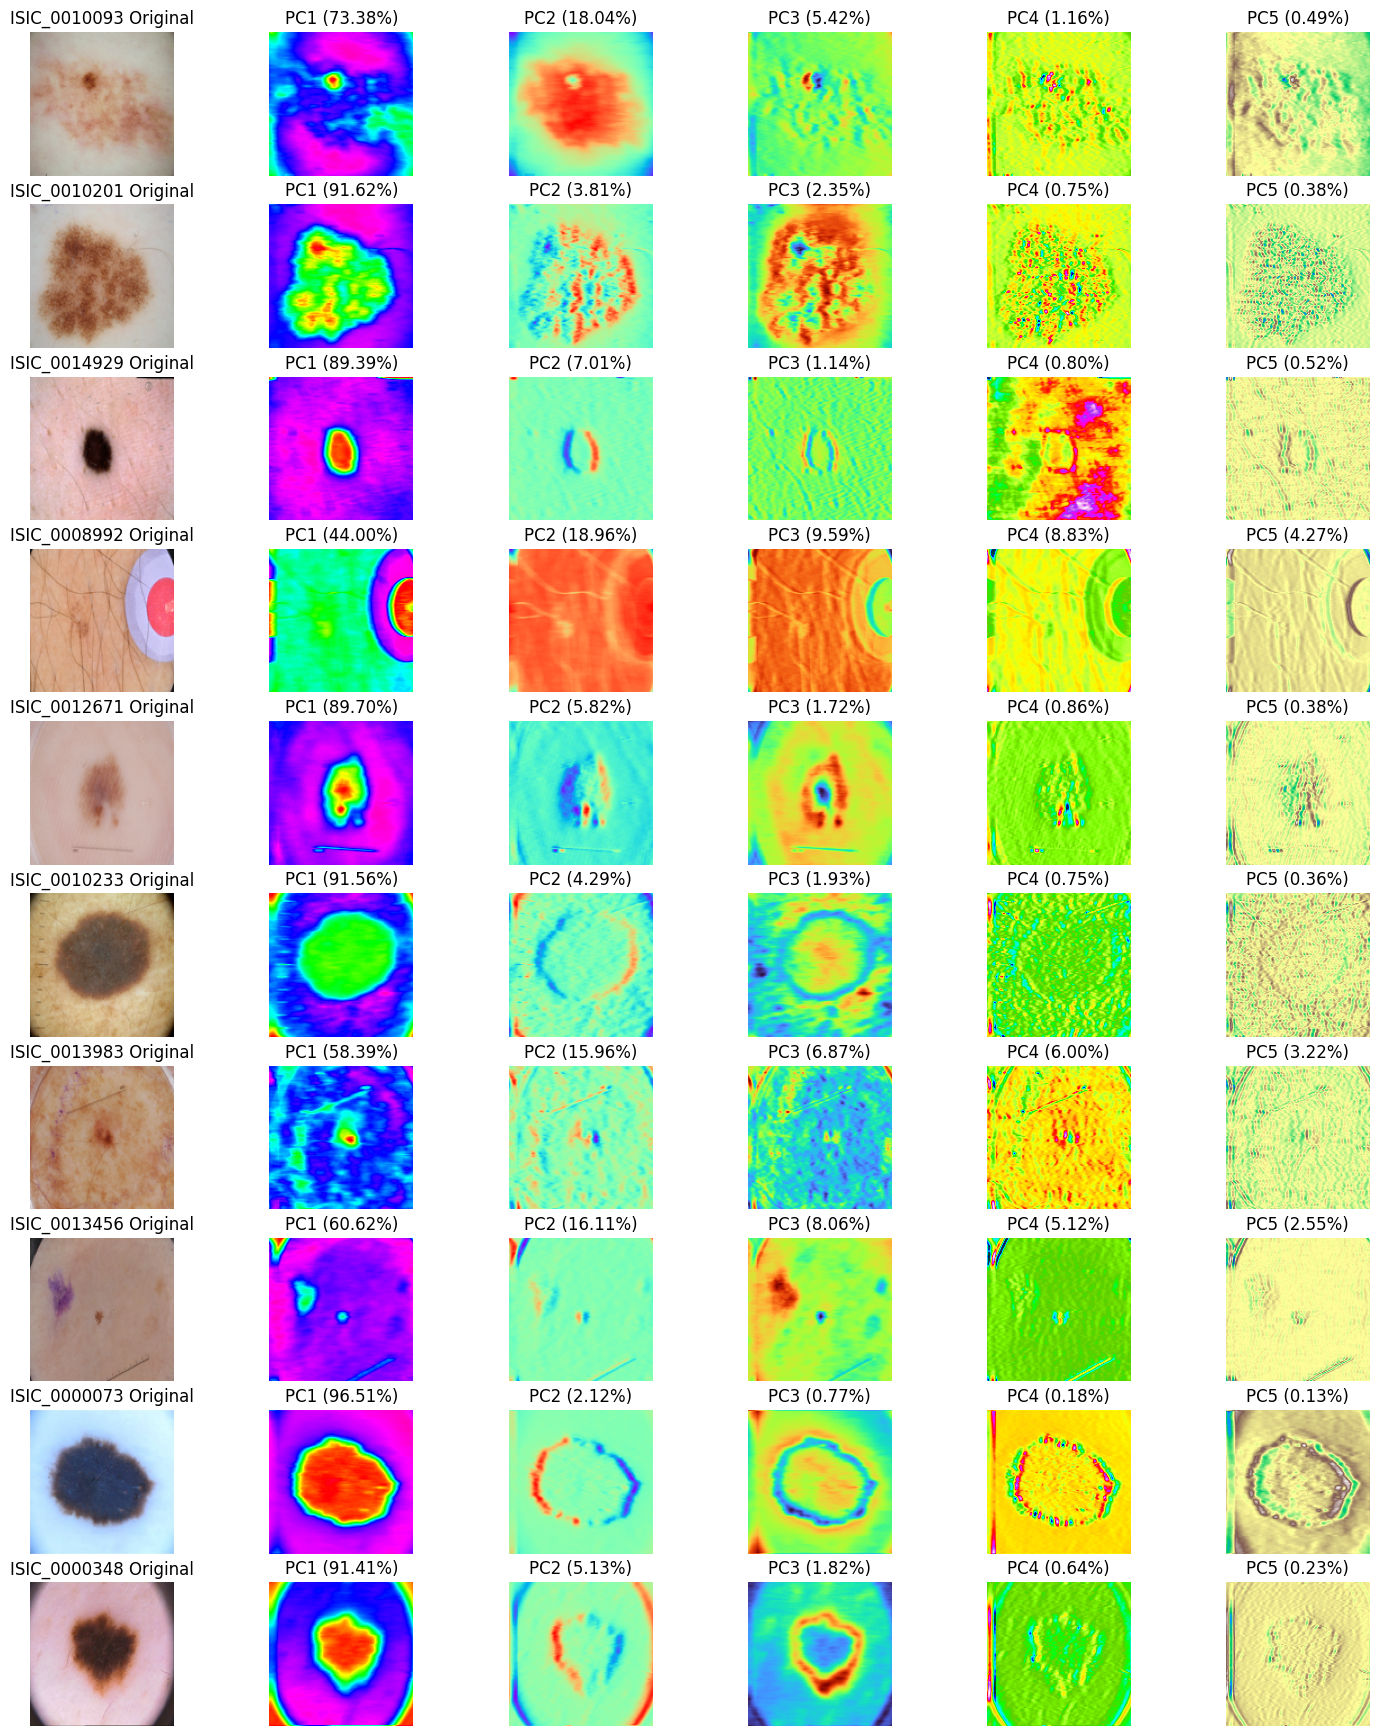 ISIC_0010093 Original PC1 (73.38%) PC2 (18.04%) PC3 (5.42%) PC4 (1.16%) PC5 (0.49%)
ISIC_0010201 Original PC1 (91.62%) PC2 (3.81%) PC3 (2.35%) PC4 (0.75%) PC5 (0.38%)
ISIC_0014929 Original PC1 (89.39%) PC2 (7.01%) PC3 (1.14%) PC4 (0.80%) PC5 (0.52%)
ISIC_0008992 Original PC1 (44.00%) PC2 (18.96%) PC3 (9.59%) PC4 (8.83%) PC5 (4.27%)
ISIC_0012671 Original PC1 (89.70%) PC2 (5.82%) PC3 (1.72%) PC4 (0.86%) PC5 (0.38%)
ISIC_0010233 Original PC1 (91.56%) PC2 (4.29%) PC3 (1.93%) PC4 (0.75%) PC5 (0.36%)
ISIC_0013983 Original PC1 (58.39%) PC2 (15.96%) PC3 (6.87%) PC4 (6.00%) PC5 (3.22%)
ISIC_0013456 Original PC1 (60.62%) PC2 (16.11%) PC3 (8.06%) PC4 (5.12%) PC5 (2.55%)
ISIC_0000073 Original PC1 (96.51%) PC2 (2.12%) PC3 (0.77%) PC4 (0.18%) PC5 (0.13%)
ISIC_0000348 Original PC1 (91.41%) PC2 (5.13%) PC3 (1.82%) PC4 (0.64%) PC5 (0.23%)